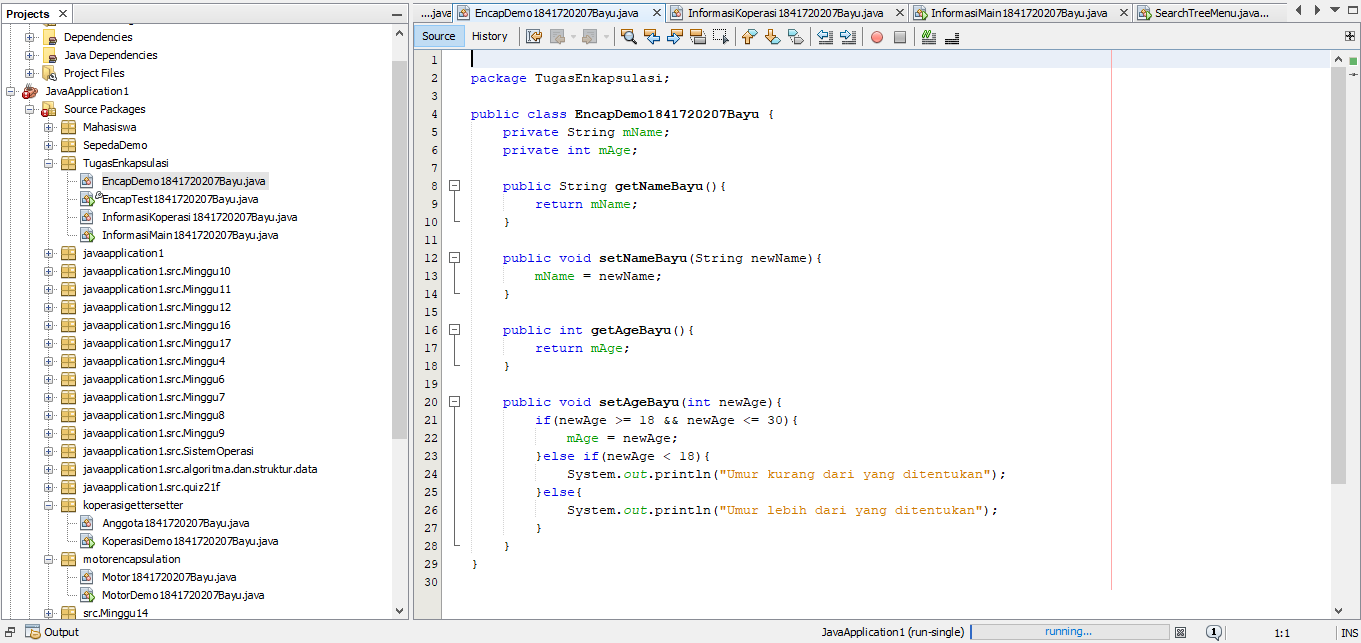 Projects
Dependencies
Java Dependencies
Project Files
JavaApplication1
Source Packages
Mahasiswa
SepedaDemo
TugasEnkapsulasi
EncapDemo1841720207Bayu.java
EncapTest1841720207Bayu.java
InformasiKoperasi1841720207Bayu.java
InformasiMain1841720207Bayu.java
javaapplication1
javaapplication1.src.Minggu10
javaapplication1.src.Minggu11
javaapplication1.src.Minggu12
javaapplication1.src.Minggu16
javaapplication1.src.Minggu17
javaapplication1.src.Minggu4
javaapplication1.src.Minggu6
javaapplication1.src.Minggu7
javaapplication1.src.Minggu8
javaapplication1.src.Minggu9
javaapplication1.src.SistemOperasi
javaapplication1.src.algoritma.dan.struktur.data
javaapplication1.src.quiz21f
koperasigettersetter
Anggota1841720207Bayu.java
KoperasiDemo1841720207Bayu.java
motorencapsulation
Motor1841720207Bayu.java
MotorDemo1841720207Bayu.java
src.Minggu14
....java EncapDemo1841720207Bayu.java InformasiKoperasi1841720207Bayu.java InformasiMain1841720207Bayu.java SearchTreeMenu.java...
Source History
1
2 package TugasEnkapsulasi;
3
4 public class EncapDemo1841720207Bayu {
5 private String mName;
6 private int mAge;
7
8 public String getNameBayu(){
9 return mName;
10 }
11
12 public void setNameBayu(String newName){
13 mName = newName;
14 }
15
16 public int getAgeBayu(){
17 return mAge;
18 }
19
20 public void setAgeBayu(int newAge){
21 if(newAge >= 18 && newAge <= 30){
22 mAge = newAge;
23 }else if(newAge < 18){
24 System.out.println("Umur kurang dari yang ditentukan");
25 }else{
26 System.out.println("Umur lebih dari yang ditentukan");
27 }
28 }
29 }
30
Output JavaApplication1 (run-single) running... 1 1:1 INS